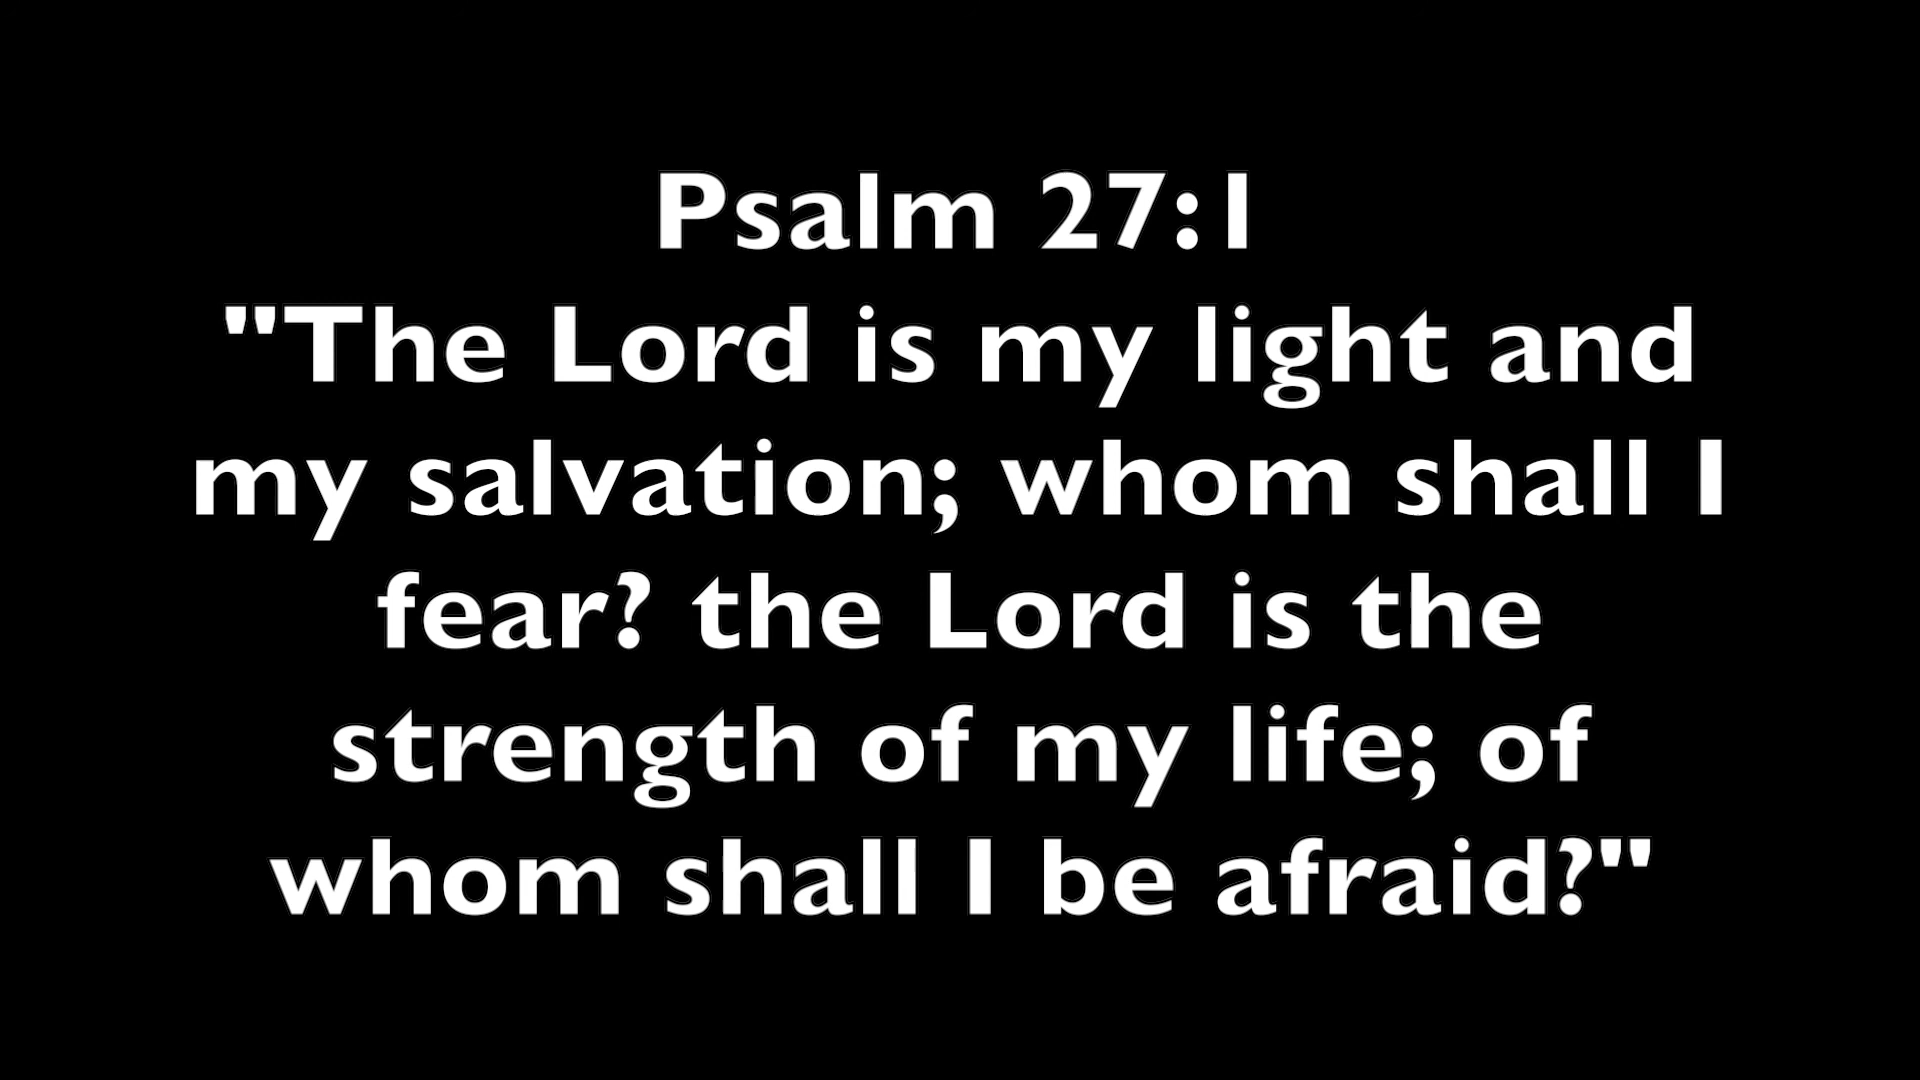 Psalm 27:1
"The Lord is my light and
my salvation; whom shall I
fear? the Lord is the
strength of my life; of
whom shall I be afraid?"